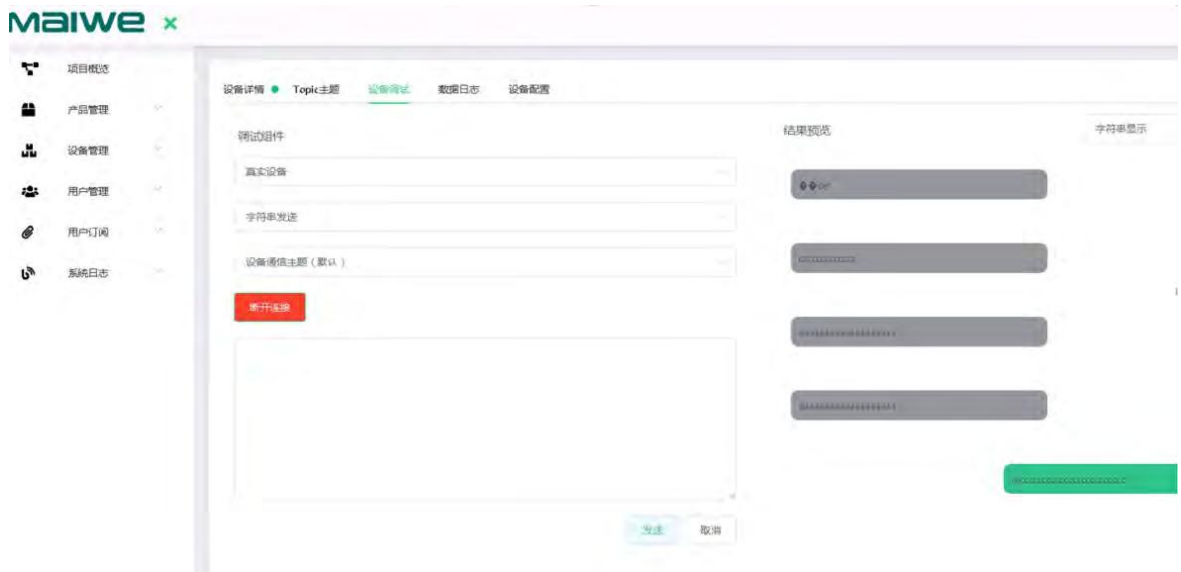 Maiwe
项目概览
产品管理
设备管理
用户管理
用户订阅
系统日志
设备详情 Topic主题 设备调试 数据日志 设备配置
调试组件
真实设备
字符串发送
设备通信主题（默认）
断开连接
发送 取消
结果预览 字符串显示